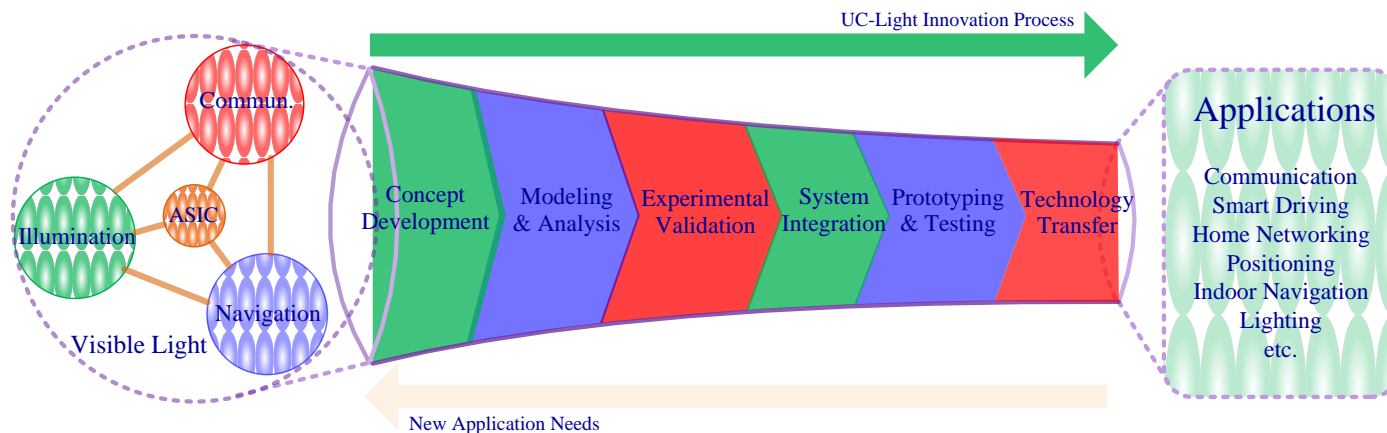 UC-Light Innovation Process
Commun.
ASIC
Illumination
Navigation
Visible Light
Concept
Development
Modeling
& Analysis
Experimental
Validation
System
Integration
Prototyping
& Testing
Technology
Transfer
Applications
Communication
Smart Driving
Home Networking
Positioning
Indoor Navigation
Lighting
etc.
New Application Needs